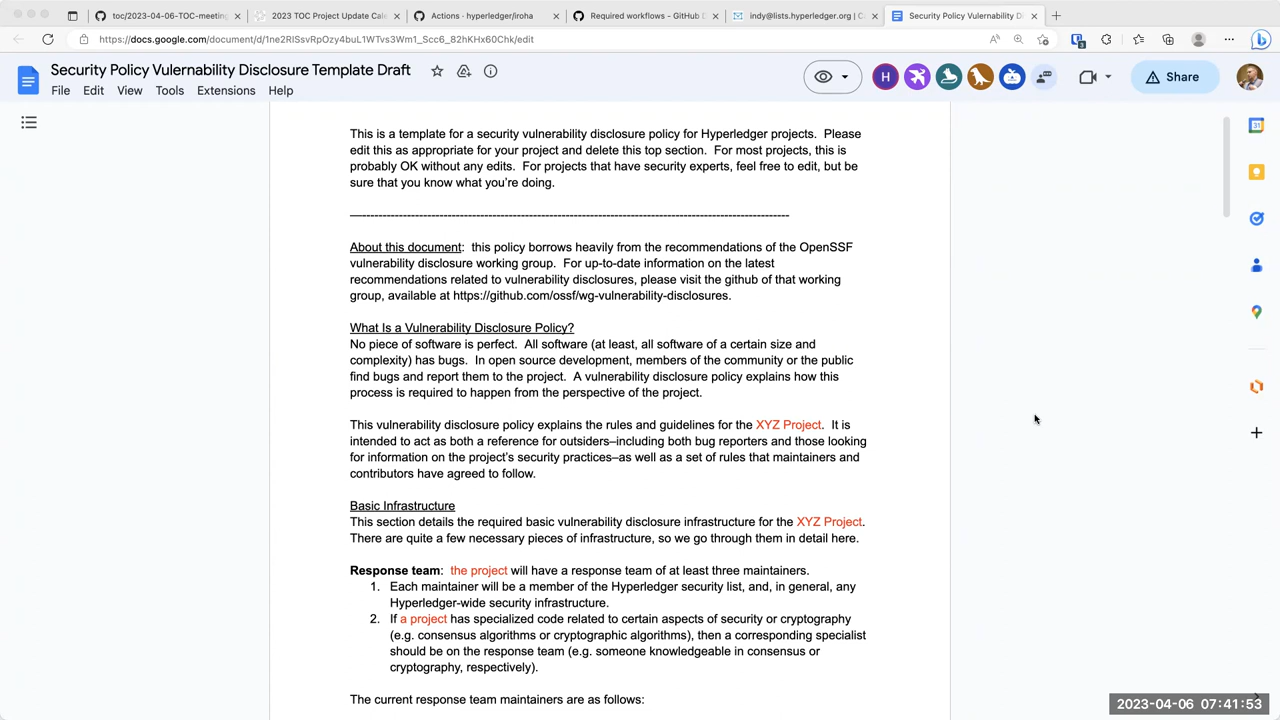 toc/2023-04-06-TOC-meeting
2023 TOC Project Update Cale
Actions · hyperledger/iroha
Required workflows - GitHub D
indy@lists.hyperledger.org | C
Security Policy Vulernability D
https://docs.google.com/document/d/1ne2RISsvRpOzy4buL1WTvs3Wm1_Scc6_82hKHx60Chk/edit
Security Policy Vulernability Disclosure Template Draft
File Edit View Tools Extensions Help
H
Share
This is a template for a security vulnerability disclosure policy for Hyperledger projects. Please
edit this as appropriate for your project and delete this top section. For most projects, this is
probably OK without any edits. For projects that have security experts, feel free to edit, but be
sure that you know what you're doing.
—-----------------------------------------------------------------------------------------
About this document: this policy borrows heavily from the recommendations of the OpenSSF
vulnerability disclosure working group. For up-to-date information on the latest
recommendations related to vulnerability disclosures, please visit the github of that working
group, available at https://github.com/ossf/wg-vulnerability-disclosures.
What Is a Vulnerability Disclosure Policy?
No piece of software is perfect. All software (at least, all software of a certain size and
complexity) has bugs. In open source development, members of the community or the public
find bugs and report them to the project. A vulnerability disclosure policy explains how this
process is required to happen from the perspective of the project.
This vulnerability disclosure policy explains the rules and guidelines for the XYZ Project. It is
intended to act as both a reference for outsiders–including both bug reporters and those looking
for information on the project's security practices–as well as a set of rules that maintainers and
contributors have agreed to follow.
Basic Infrastructure
This section details the required basic vulnerability disclosure infrastructure for the XYZ Project.
There are quite a few necessary pieces of infrastructure, so we go through them in detail here.
Response team: the project will have a response team of at least three maintainers.
1. Each maintainer will be a member of the Hyperledger security list, and, in general, any
Hyperledger-wide security infrastructure.
2. If a project has specialized code related to certain aspects of security or cryptography
(e.g. consensus algorithms or cryptographic algorithms), then a corresponding specialist
should be on the response team (e.g. someone knowledgeable in consensus or
cryptography, respectively).
The current response team maintainers are as follows:
2023-04-06 07:41:53